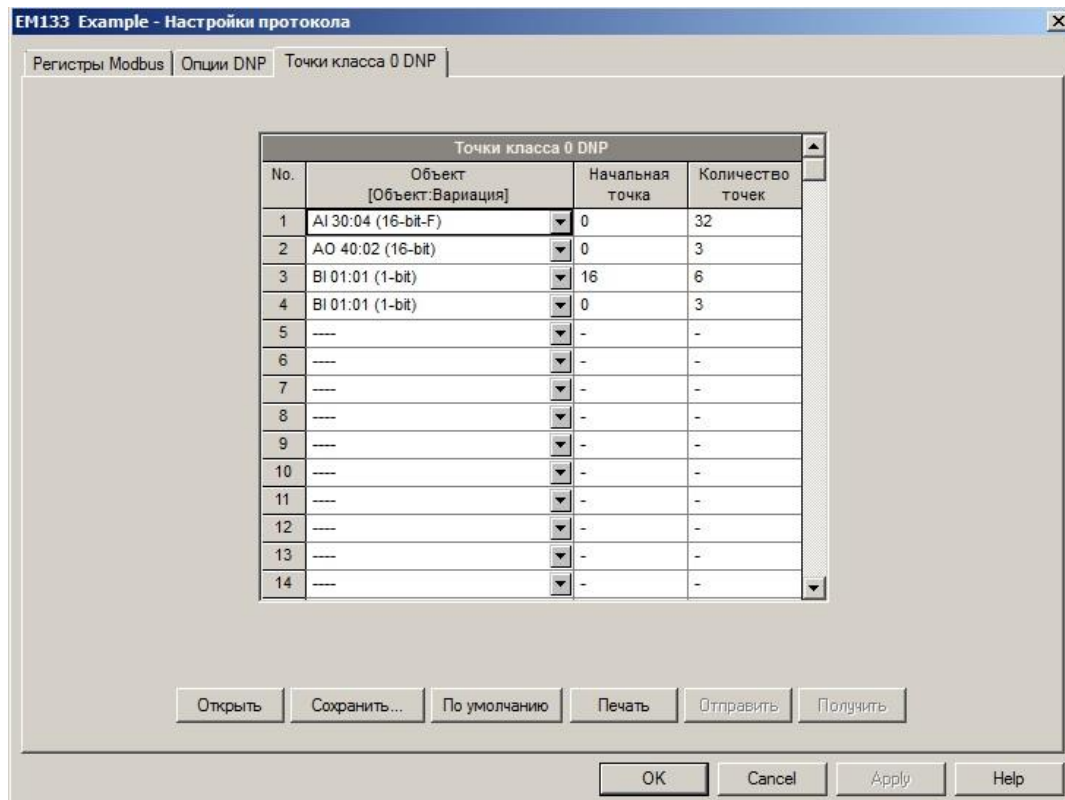 EM133 Example - Настройки протокола
Регистры Modbus Опции DNP Точки класса 0 DNP
Точки класса 0 DNP
No. Объект [Объект:Вариация] Начальная точка Количество точек
1 AI 30:04 (16-bit-F) 0 32
2 AO 40:02 (16-bit) 0 3
3 BI 01:01 (1-bit) 16 6
4 BI 01:01 (1-bit) 0 3
5 ---- - -
6 ---- - -
7 ---- - -
8 ---- - -
9 ---- - -
10 ---- - -
11 ---- - -
12 ---- - -
13 ---- - -
14 ---- - -
Открыть Сохранить... По умолчанию Печать Отправить Получить
OK Cancel Apply Help